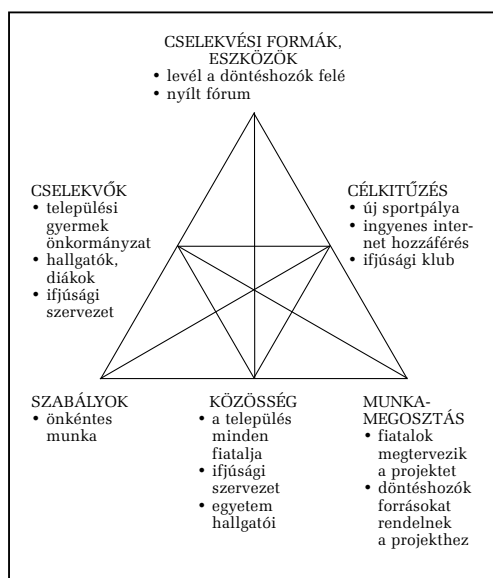 CSELEKVÉSI FORMÁK,
ESZKÖZÖK
• levél a döntéshozók felé
• nyílt fórum
CSELEKVŐK
• települési
gyermek
önkormányzat
• hallgatók,
diákok
• ifjúsági
szervezet
CÉLKITŰZÉS
• új sportpálya
• ingyenes inter-
net hozzáférés
• ifjúsági klub
SZABÁLYOK
• önkéntes
munka
KÖZÖSSÉG
• a település
minden
fiatalja
• ifjúsági
szervezet
• egyetem
hallgatói
MUNKA-
MEGOSZTÁS
• fiatalok
megtervezik
a projektet
• döntéshozók
forrásokat
rendelnek
a projekthez